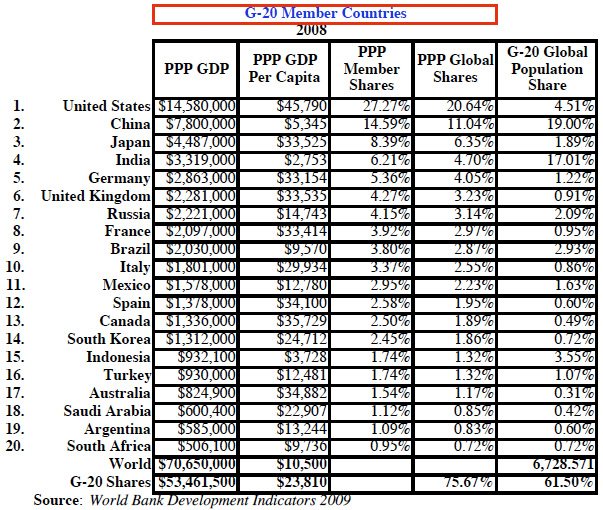 G-20 Member Countries
2008
PPP GDP PPP GDP Per Capita PPP Member Shares PPP Global Shares G-20 Global Population Share
1. United States $14,580,000 $45,790 27.27% 20.64% 4.51%
2. China $7,800,000 $5,345 14.59% 11.04% 19.00%
3. Japan $4,487,000 $33,525 8.39% 6.35% 1.89%
4. India $3,319,000 $2,753 6.21% 4.70% 17.01%
5. Germany $2,863,000 $33,154 5.36% 4.05% 1.22%
6. United Kingdom $2,281,000 $33,535 4.27% 3.23% 0.91%
7. Russia $2,221,000 $14,743 4.15% 3.14% 2.09%
8. France $2,097,000 $33,414 3.92% 2.97% 0.95%
9. Brazil $2,030,000 $9,570 3.80% 2.87% 2.93%
10. Italy $1,801,000 $29,934 3.37% 2.55% 0.86%
11. Mexico $1,578,000 $12,780 2.95% 2.23% 1.63%
12. Spain $1,378,000 $34,100 2.58% 1.95% 0.60%
13. Canada $1,336,000 $35,729 2.50% 1.89% 0.49%
14. South Korea $1,312,000 $24,712 2.45% 1.86% 0.72%
15. Indonesia $932,100 $3,728 1.74% 1.32% 3.55%
16. Turkey $930,000 $12,481 1.74% 1.32% 1.07%
17. Australia $824,900 $34,882 1.54% 1.17% 0.31%
18. Saudi Arabia $600,400 $22,907 1.12% 0.85% 0.42%
19. Argentina $585,000 $13,244 1.09% 0.83% 0.60%
20. South Africa $506,100 $9,736 0.95% 0.72% 0.72%
World $70,650,000 $10,500 6,728.571
G-20 Shares $53,461,500 $23,810 75.67% 61.50%
Source: World Bank Development Indicators 2009